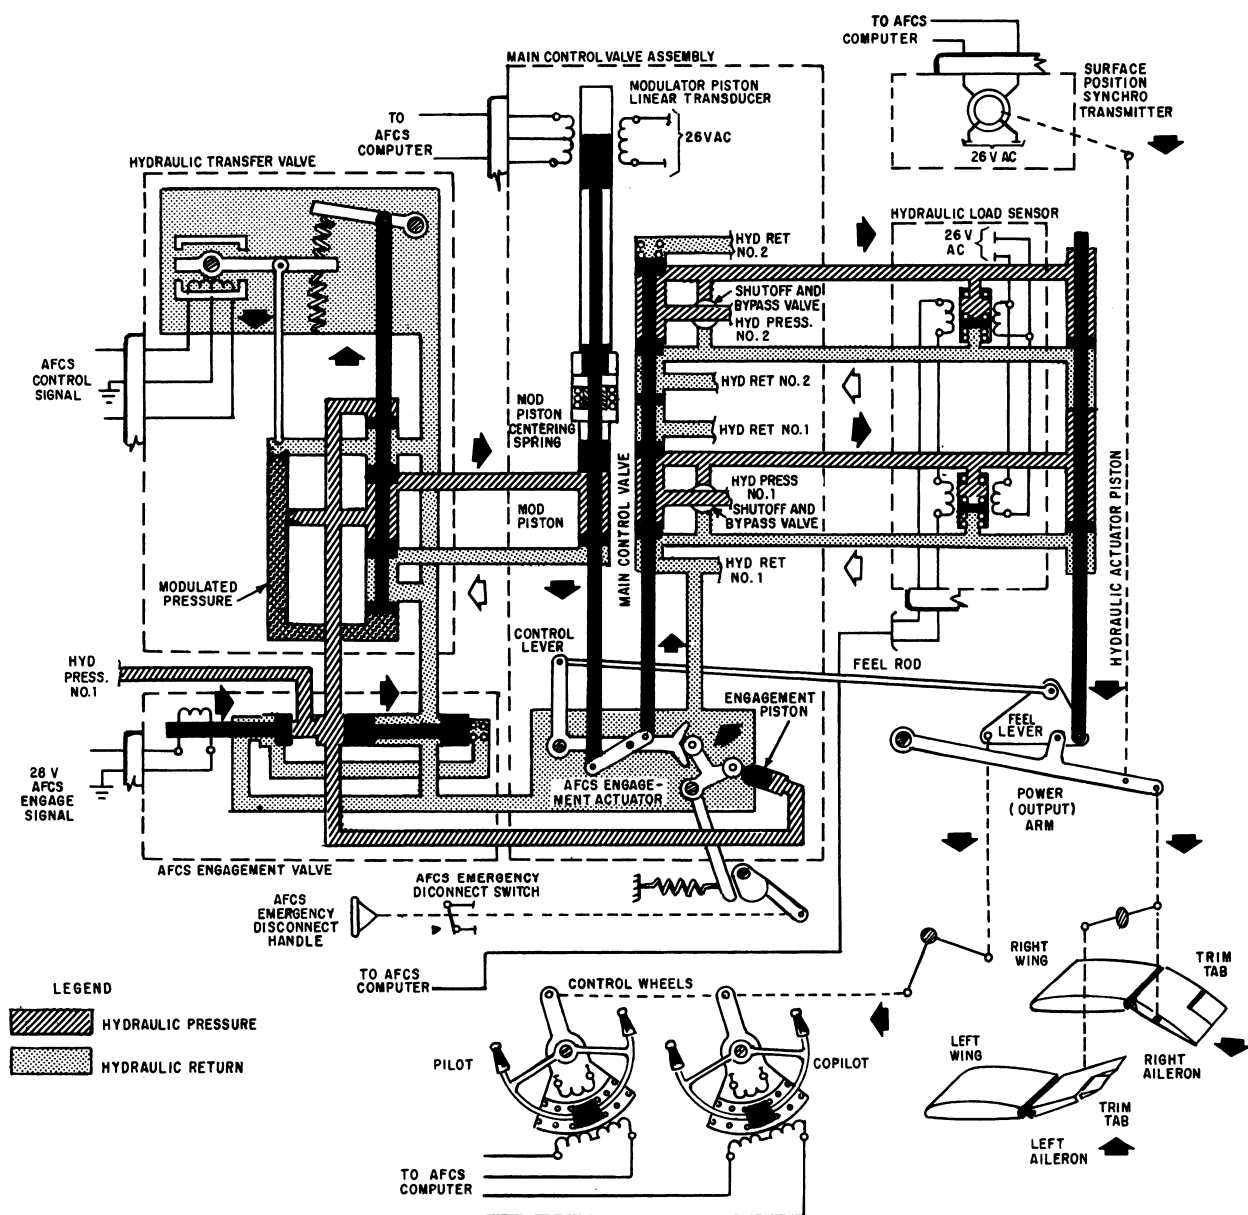 TO AFCS
COMPUTER
MAIN CONTROL VALVE ASSEMBLY
MODULATOR PISTON
LINEAR TRANSDUCER
26VAC
TO
AFCS
COMPUTER
SURFACE
POSITION
SYNCHRO
TRANSMITTER
26 V AC
HYDRAULIC TRANSFER VALVE
HYDRAULIC LOAD SENSOR
26 V
AC
HYD RET
NO. 2
SHUTOFF AND
BYPASS VALVE
HYD PRESS.
NO. 2
HYD RET NO. 2
HYD RET NO.1
HYD PRESS
NO.1
SHUTOFF AND
BYPASS VALVE
HYD RET
NO. 1
AFCS
CONTROL
SIGNAL
MOD
PISTON
CENTERING
SPRING
MOD
PISTON
MAIN CONTROL VALVE
HYDRAULIC ACTUATOR PISTON
MODULATED
PRESSURE
CONTROL
LEVER
FEEL ROD
HYD
PRESS.
NO.1
ENGAGEMENT
PISTON
FEEL
LEVER
28 V
AFCS
ENGAGE
SIGNAL
AFCS ENGAGE-
MENT ACTUATOR
POWER
(OUTPUT)
ARM
AFCS ENGAGEMENT VALVE
AFCS EMERGENCY
DICONNECT SWITCH
AFCS
EMERGENCY
DISCONNECT
HANDLE
TO AFCS
COMPUTER
CONTROL WHEELS
RIGHT
WING
TRIM
TAB
LEGEND
HYDRAULIC PRESSURE
HYDRAULIC RETURN
PILOT
COPILOT
LEFT
WING
RIGHT
AILERON
TRIM
TAB
LEFT
AILERON
TO AFCS
COMPUTER